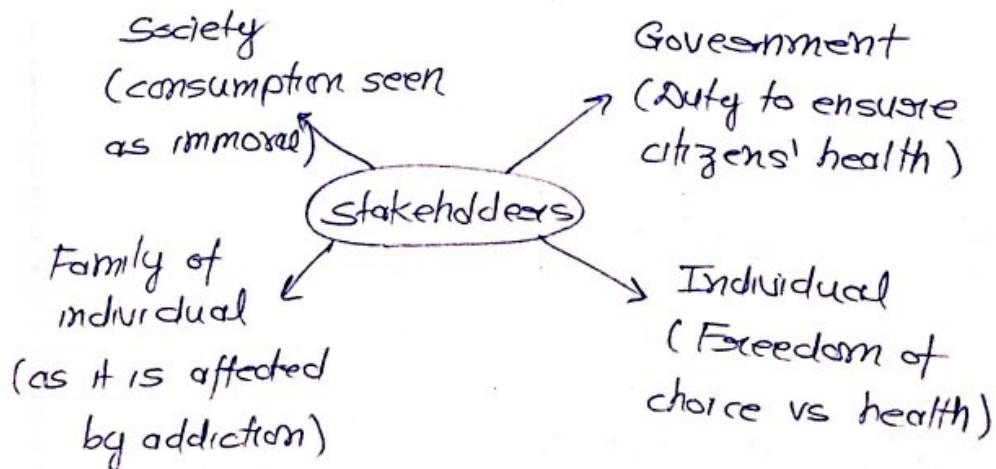 Society
(consumption seen
as immoral)
Government
(Duty to ensure
citizens' health)
Stakeholders
Family of
individual
(as it is affected
by addiction)
Individual
(Freedom of
choice vs health)